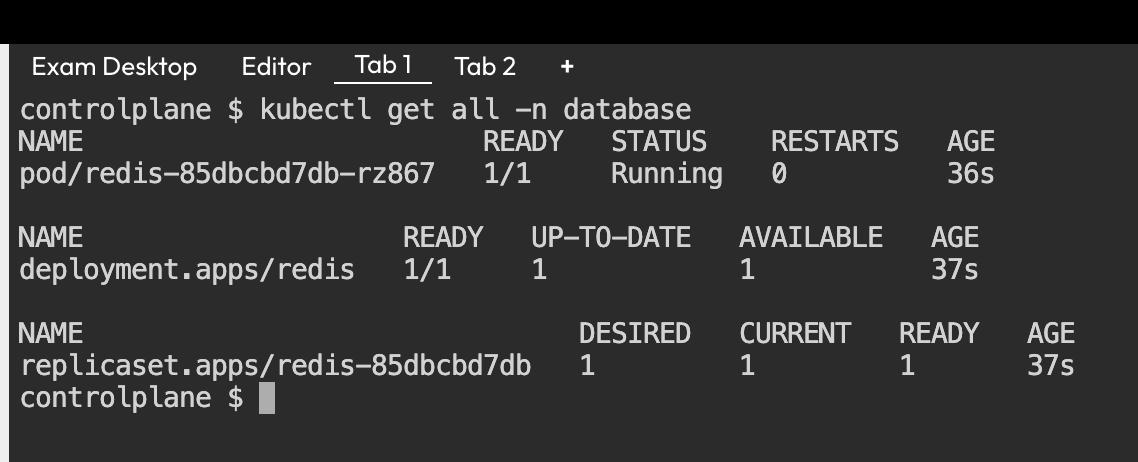 Exam Desktop Editor Tab 1 Tab 2 +
controlplane $ kubectl get all -n database
NAME READY STATUS RESTARTS AGE
pod/redis-85dbcbd7db-rz867 1/1 Running 0 36s
NAME READY UP-TO-DATE AVAILABLE AGE
deployment.apps/redis 1/1 1 1 37s
NAME DESIRED CURRENT READY AGE
replicaset.apps/redis-85dbcbd7db 1 1 1 37s
controlplane $